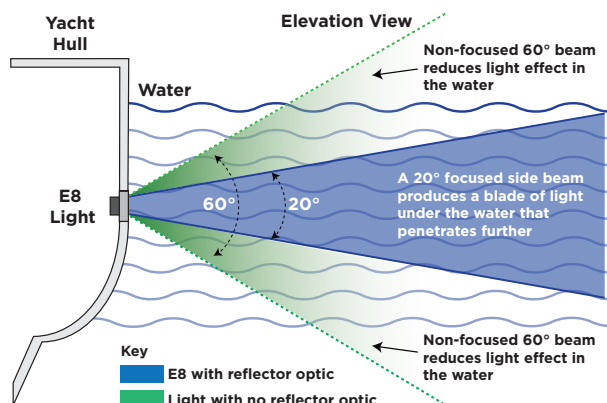 Yacht
Hull
Elevation View
Non-focused 60° beam
reduces light effect in
the water
Water
E8
Light
60°
20°
A 20° focused side beam
produces a blade of light
under the water that
penetrates further
Non-focused 60° beam
reduces light effect in
the water
Key
E8 with reflector optic
Light with no reflector optic